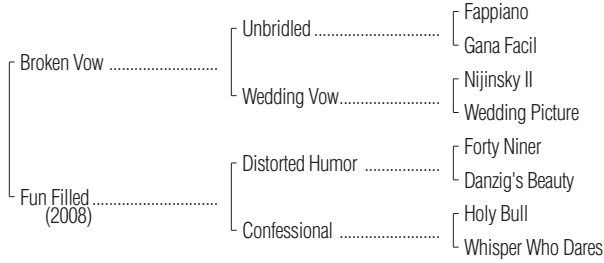 Fappiano
Unbridled ....................
Gana Facil
Broken Vow ......................
Nijinsky II
Wedding Vow....................
Wedding Picture
Forty Niner
Distorted Humor ...............
Danzig's Beauty
Fun Filled.........................
(2008)
Holy Bull
Confessional ....................
Whisper Who Dares